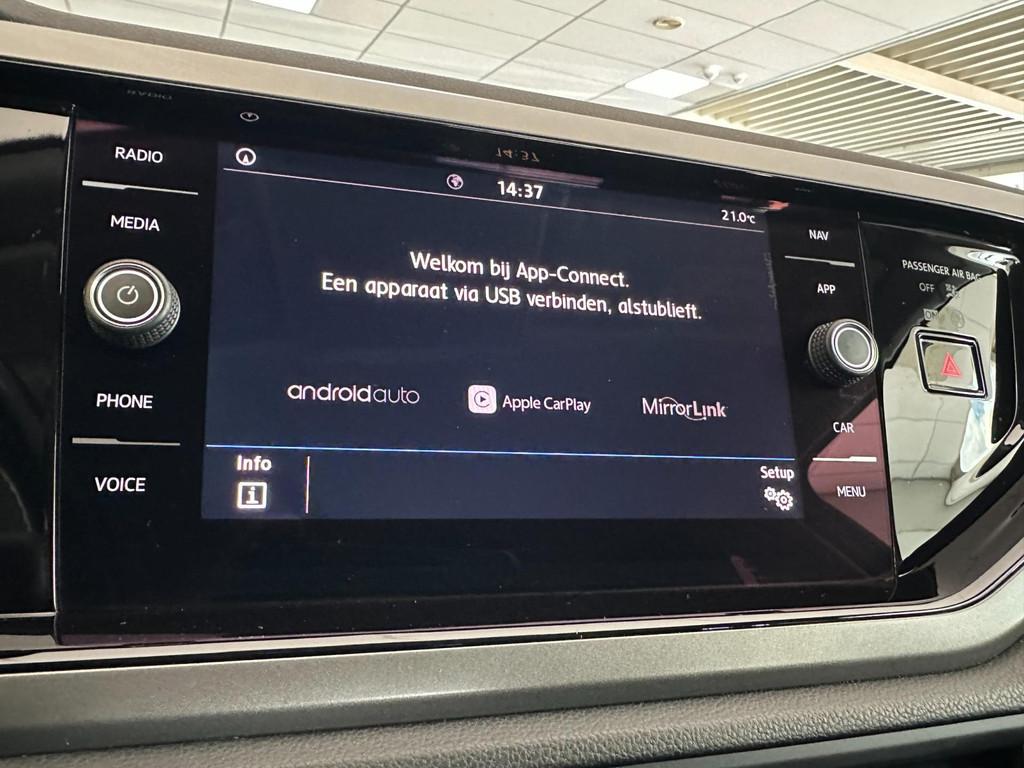 RADIO
MEDIA
PHONE
VOICE
14:37
21.0°C
Welkom bij App-Connect.
Een apparaat via USB verbinden, alstublieft.
androidauto
Apple CarPlay
MirrorLink
Info
i
Setup
NAV
APP
CAR
MENU
PASSENGER AIR BAG
OFF
ON